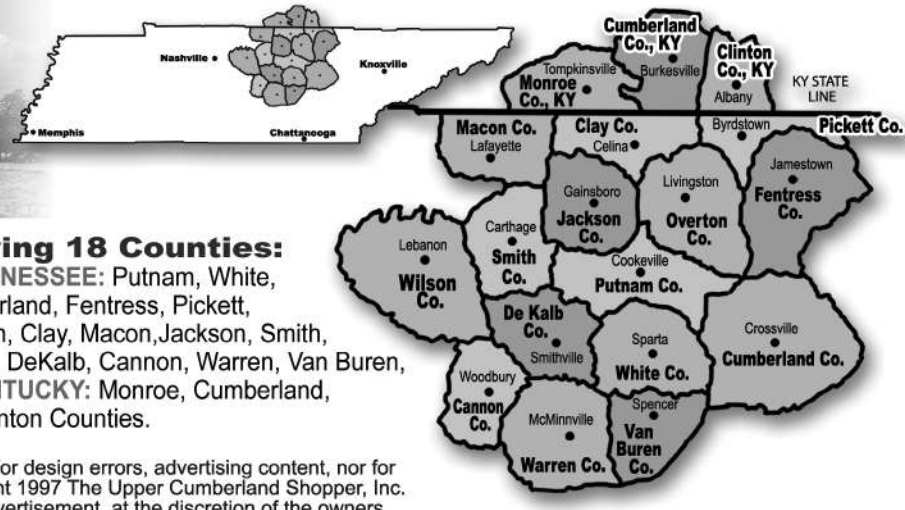 Nashville
Knoxville
Memphis
Chattanooga
Cumberland
Co., KY
Burkesville
Clinton
Co., KY
Albany
Tompkinsville
Monroe
Co., KY
KY STATE
LINE
Macon Co.
Lafayette
Clay Co.
Celina
Byrdstown
Pickett Co.
Jamestown
Fentress
Co.
Gainsboro
Jackson
Co.
Livingston
Overton
Co.
Carthage
Smith
Co.
Lebanon
Wilson
Co.
Cookeville
Putnam Co.
De Kalb
Co.
Smithville
Sparta
White Co.
Crossville
Cumberland Co.
Woodbury
Cannon
Co.
McMinnville
Warren Co.
Spencer
Van
Buren
Co.
ing 18 Counties:
NESSEE: Putnam, White,
rland, Fentress, Pickett,
n, Clay, Macon,Jackson, Smith,
DeKalb, Cannon, Warren, Van Buren,
TUCKY: Monroe, Cumberland,
nton Counties.
or design errors, advertising content, nor for
nt 1997 The Upper Cumberland Shopper, Inc.
vertisement, at the discretion of the owners